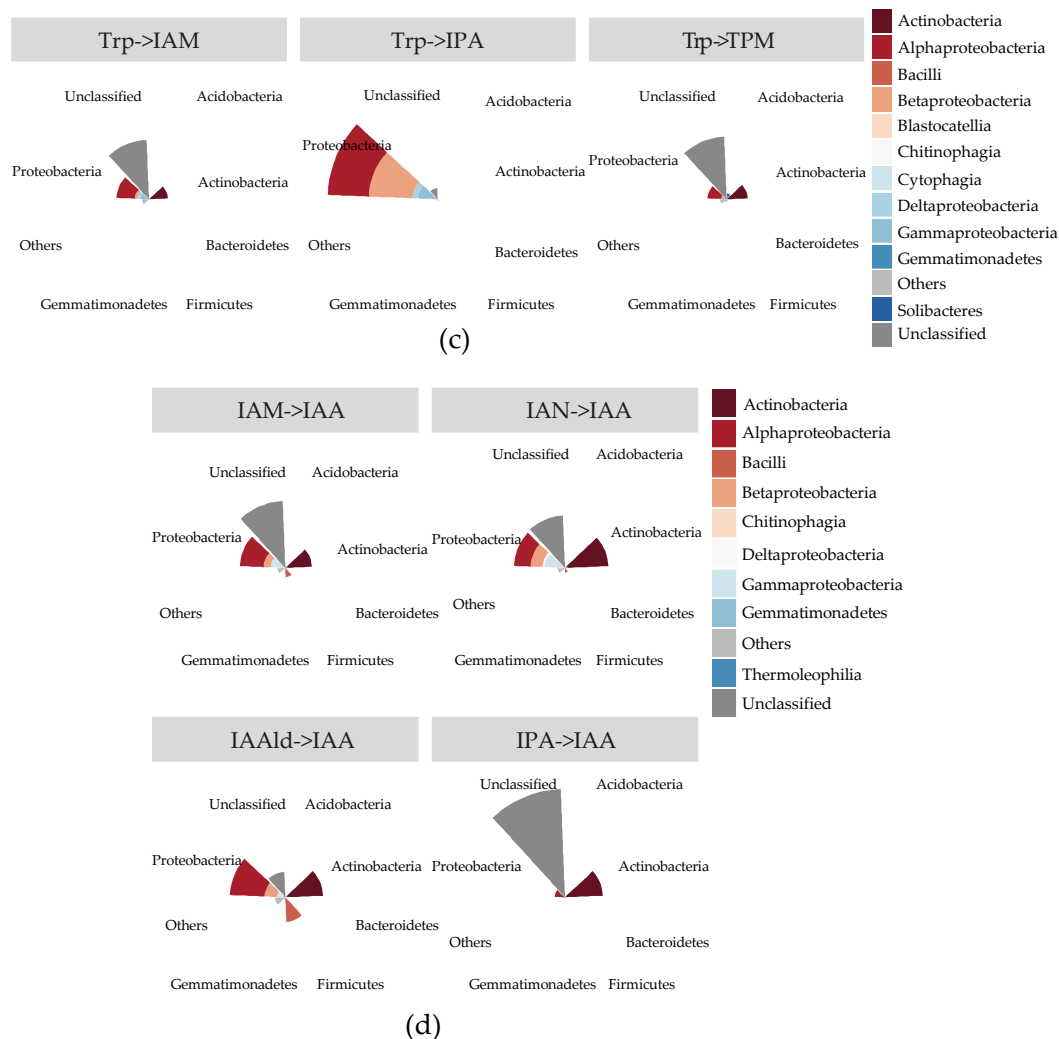 Trp->IAM
Trp->IPA
Trp->TPM
Unclassified
Acidobacteria
Proteobacteria
Actinobacteria
Others
Bacteroidetes
Gemmatimonadetes
Firmicutes
Unclassified
Acidobacteria
Proteobacteria
Actinobacteria
Others
Bacteroidetes
Gemmatimonadetes
Firmicutes
Unclassified
Acidobacteria
Proteobacteria
Actinobacteria
Others
Bacteroidetes
Gemmatimonadetes
Firmicutes
Actinobacteria
Alphaproteobacteria
Bacilli
Betaproteobacteria
Blastocatellia
Chitinophagia
Cytophagia
Deltaproteobacteria
Gammaproteobacteria
Gemmatimonadetes
Others
Solibacteres
Unclassified
(c)
IAM->IAA
IAN->IAA
Unclassified
Acidobacteria
Proteobacteria
Actinobacteria
Others
Bacteroidetes
Gemmatimonadetes
Firmicutes
Unclassified
Acidobacteria
Proteobacteria
Actinobacteria
Others
Bacteroidetes
Gemmatimonadetes
Firmicutes
Actinobacteria
Alphaproteobacteria
Bacilli
Betaproteobacteria
Chitinophagia
Deltaproteobacteria
Gammaproteobacteria
Gemmatimonadetes
Others
Thermoleophilia
Unclassified
IAAld->IAA
IPA->IAA
Unclassified
Acidobacteria
Proteobacteria
Actinobacteria
Others
Bacteroidetes
Gemmatimonadetes
Firmicutes
Unclassified
Acidobacteria
Proteobacteria
Actinobacteria
Others
Bacteroidetes
Gemmatimonadetes
Firmicutes
(d)